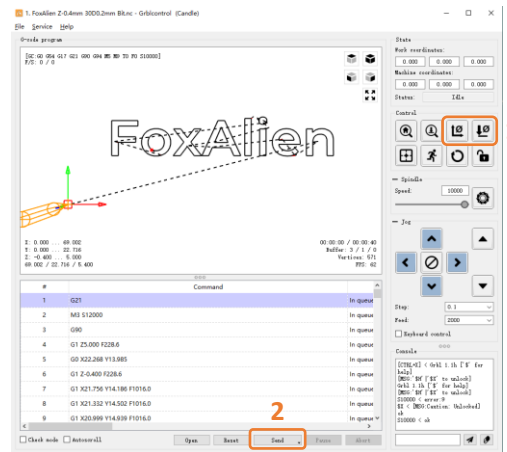 1. FoxAlien Z-0.4mm 30D0.2mm Bit.nc - Grblcontrol (Candle)
File Service Help
G-code program
[GC:G0 G54 G17 G21 G90 G94 M5 M9 T0 F0 S10000]
F/S: 0 / 0
FoxAlien
X: 0.000 ... 69.002
Y: 0.000 ... 22.716
Z: -0.400 ... 5.000
69.002 / 22.716 / 5.400
00:00:00 / 00:00:40
Buffer: 3 / 1 / 0
Vertices: 571
FPS: 62
# Command
1 G21 In queue
2 M3 S12000 In queue
3 G90 In queue
4 G1 Z5.000 F228.6 In queue
5 G0 X22.268 Y13.985 In queue
6 G1 Z-0.400 F228.6 In queue
7 G1 X21.756 Y14.186 F1016.0 In queue
8 G1 X21.332 Y14.502 F1016.0 In queue
9 G1 X20.999 Y14.939 F1016.0 In queue
2
Check mode Autoscroll Open Reset Send Pause Abort
State
Work coordinates:
0.000 0.000 0.000
Machine coordinates:
0.000 0.000 0.000
Status: Idle
Control
Spindle
Speed: 10000
Jog
Step: 0.1
Feed: 2000
Keyboard control
Console
[CTRL+X] < Grbl 1.1h ['$' for
help]
[MSG:'$H'|'$X' to unlock]
Grbl 1.1h ['$' for help]
[MSG:'$H'|'$X' to unlock]
S10000 < error:9
$X < [MSG:Caution: Unlocked]
ok
S10000 < ok